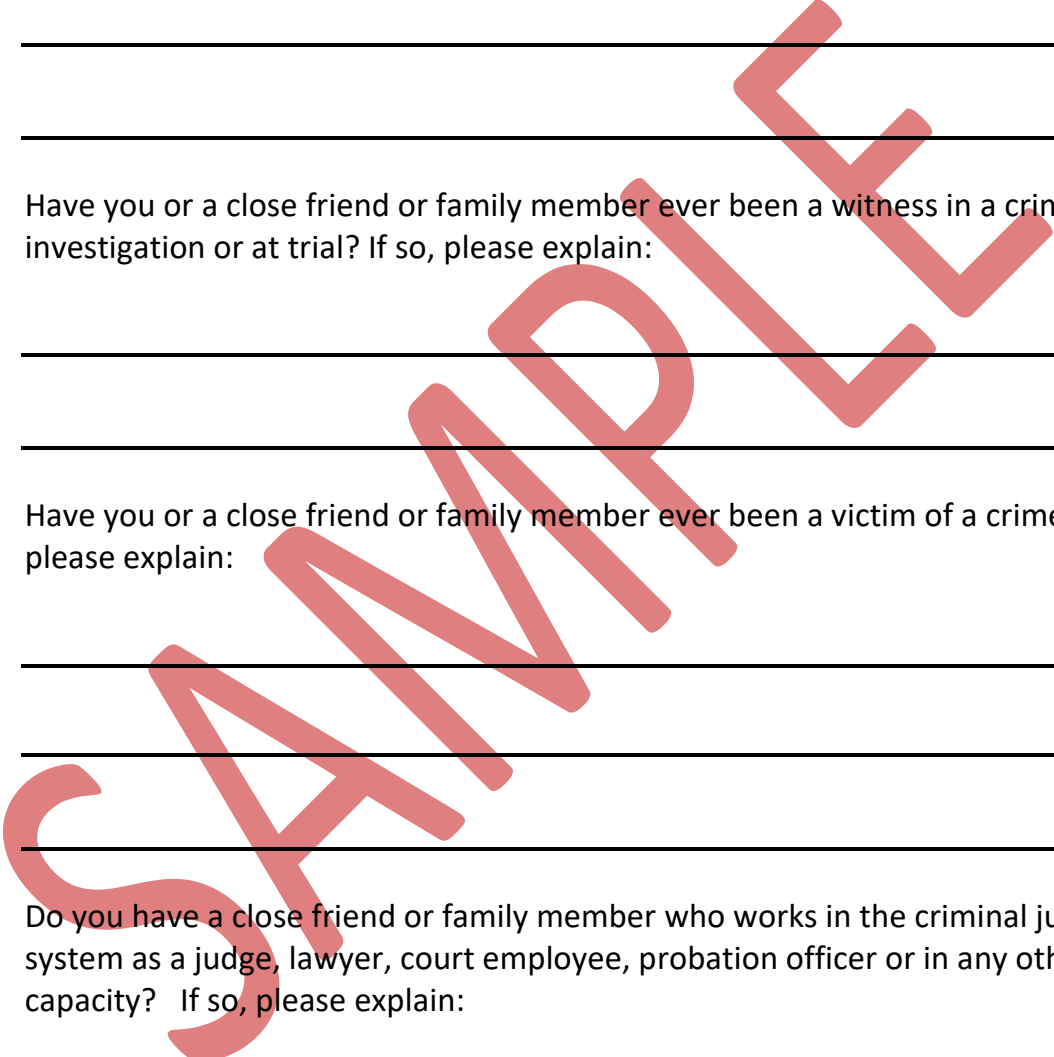 Have you or a close friend or family member ever been a witness in a crim
investigation or at trial? If so, please explain:
Have you or a close friend or family member ever been a victim of a crime
please explain:
Do you have a close friend or family member who works in the criminal ju
system as a judge, lawyer, court employee, probation officer or in any oth
capacity?   If so, please explain:
SAMPLE